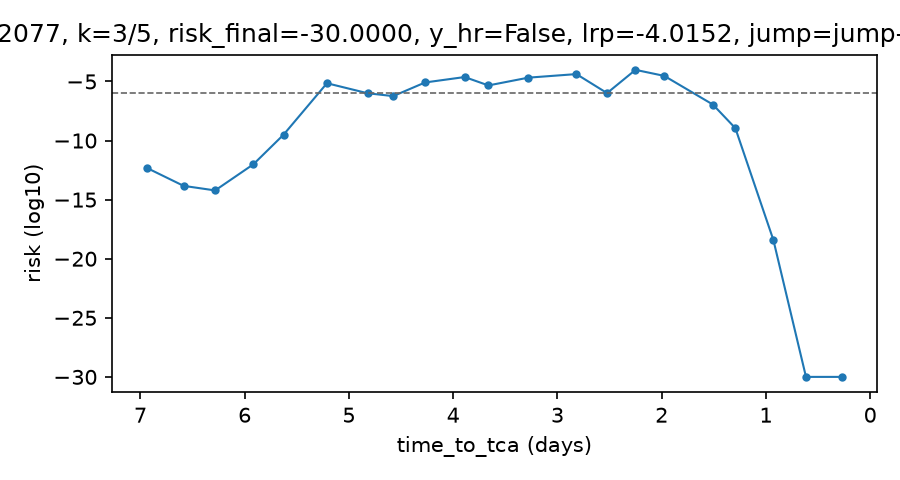 2077, k=3/5, risk_final=-30.0000, y_hr=False, lrp=-4.0152, jump=jump-
risk (log10)
−5
−10
−15
−20
−25
−30
7 6 5 4 3 2 1 0
time_to_tca (days)